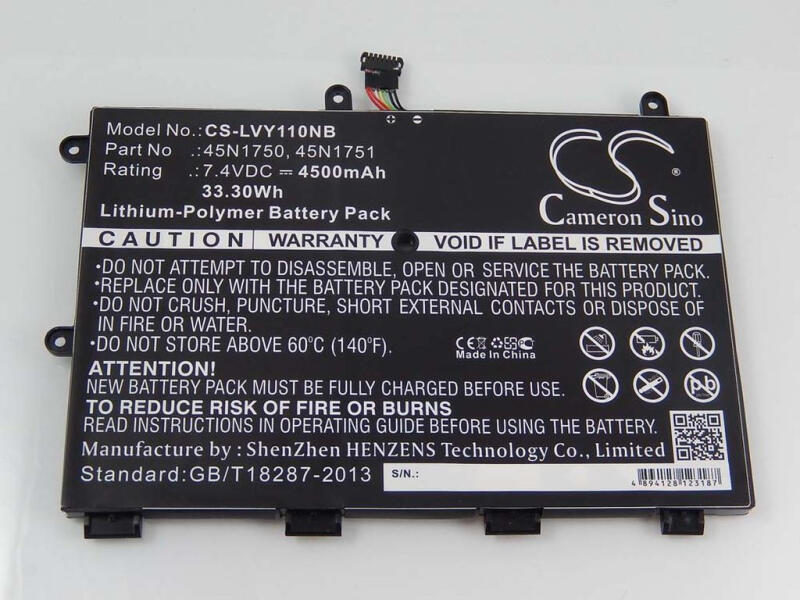 Model No.:CS-LVY110NB
Part No .:45N1750, 45N1751
Rating .:7.4VDC ⎓ 4500mAh
33.30Wh
Lithium-Polymer Battery Pack
CS ®
Cameron Sino
CAUTION WARRANTY VOID IF LABEL IS REMOVED
•DO NOT ATTEMPT TO DISASSEMBLE, OPEN OR SERVICE THE BATTERY PACK.
•REPLACE ONLY WITH THE BATTERY PACK DESIGNATED FOR THIS PRODUCT.
•DO NOT CRUSH, PUNCTURE, SHORT EXTERNAL CONTACTS OR DISPOSE OF
IN FIRE OR WATER.
•DO NOT STORE ABOVE 60°C (140°F).
CE
Made In China
Pb
ATTENTION!
NEW BATTERY PACK MUST BE FULLY CHARGED BEFORE USE.
TO REDUCE RISK OF FIRE OR BURNS
READ INSTRUCTIONS IN OPERATING GUIDE BEFORE USING THE BATTERY.
Manufacture by : ShenZhen HENZENS Technology Co., Limited
Standard:GB/T18287-2013
S/N.:
4 894128 123187